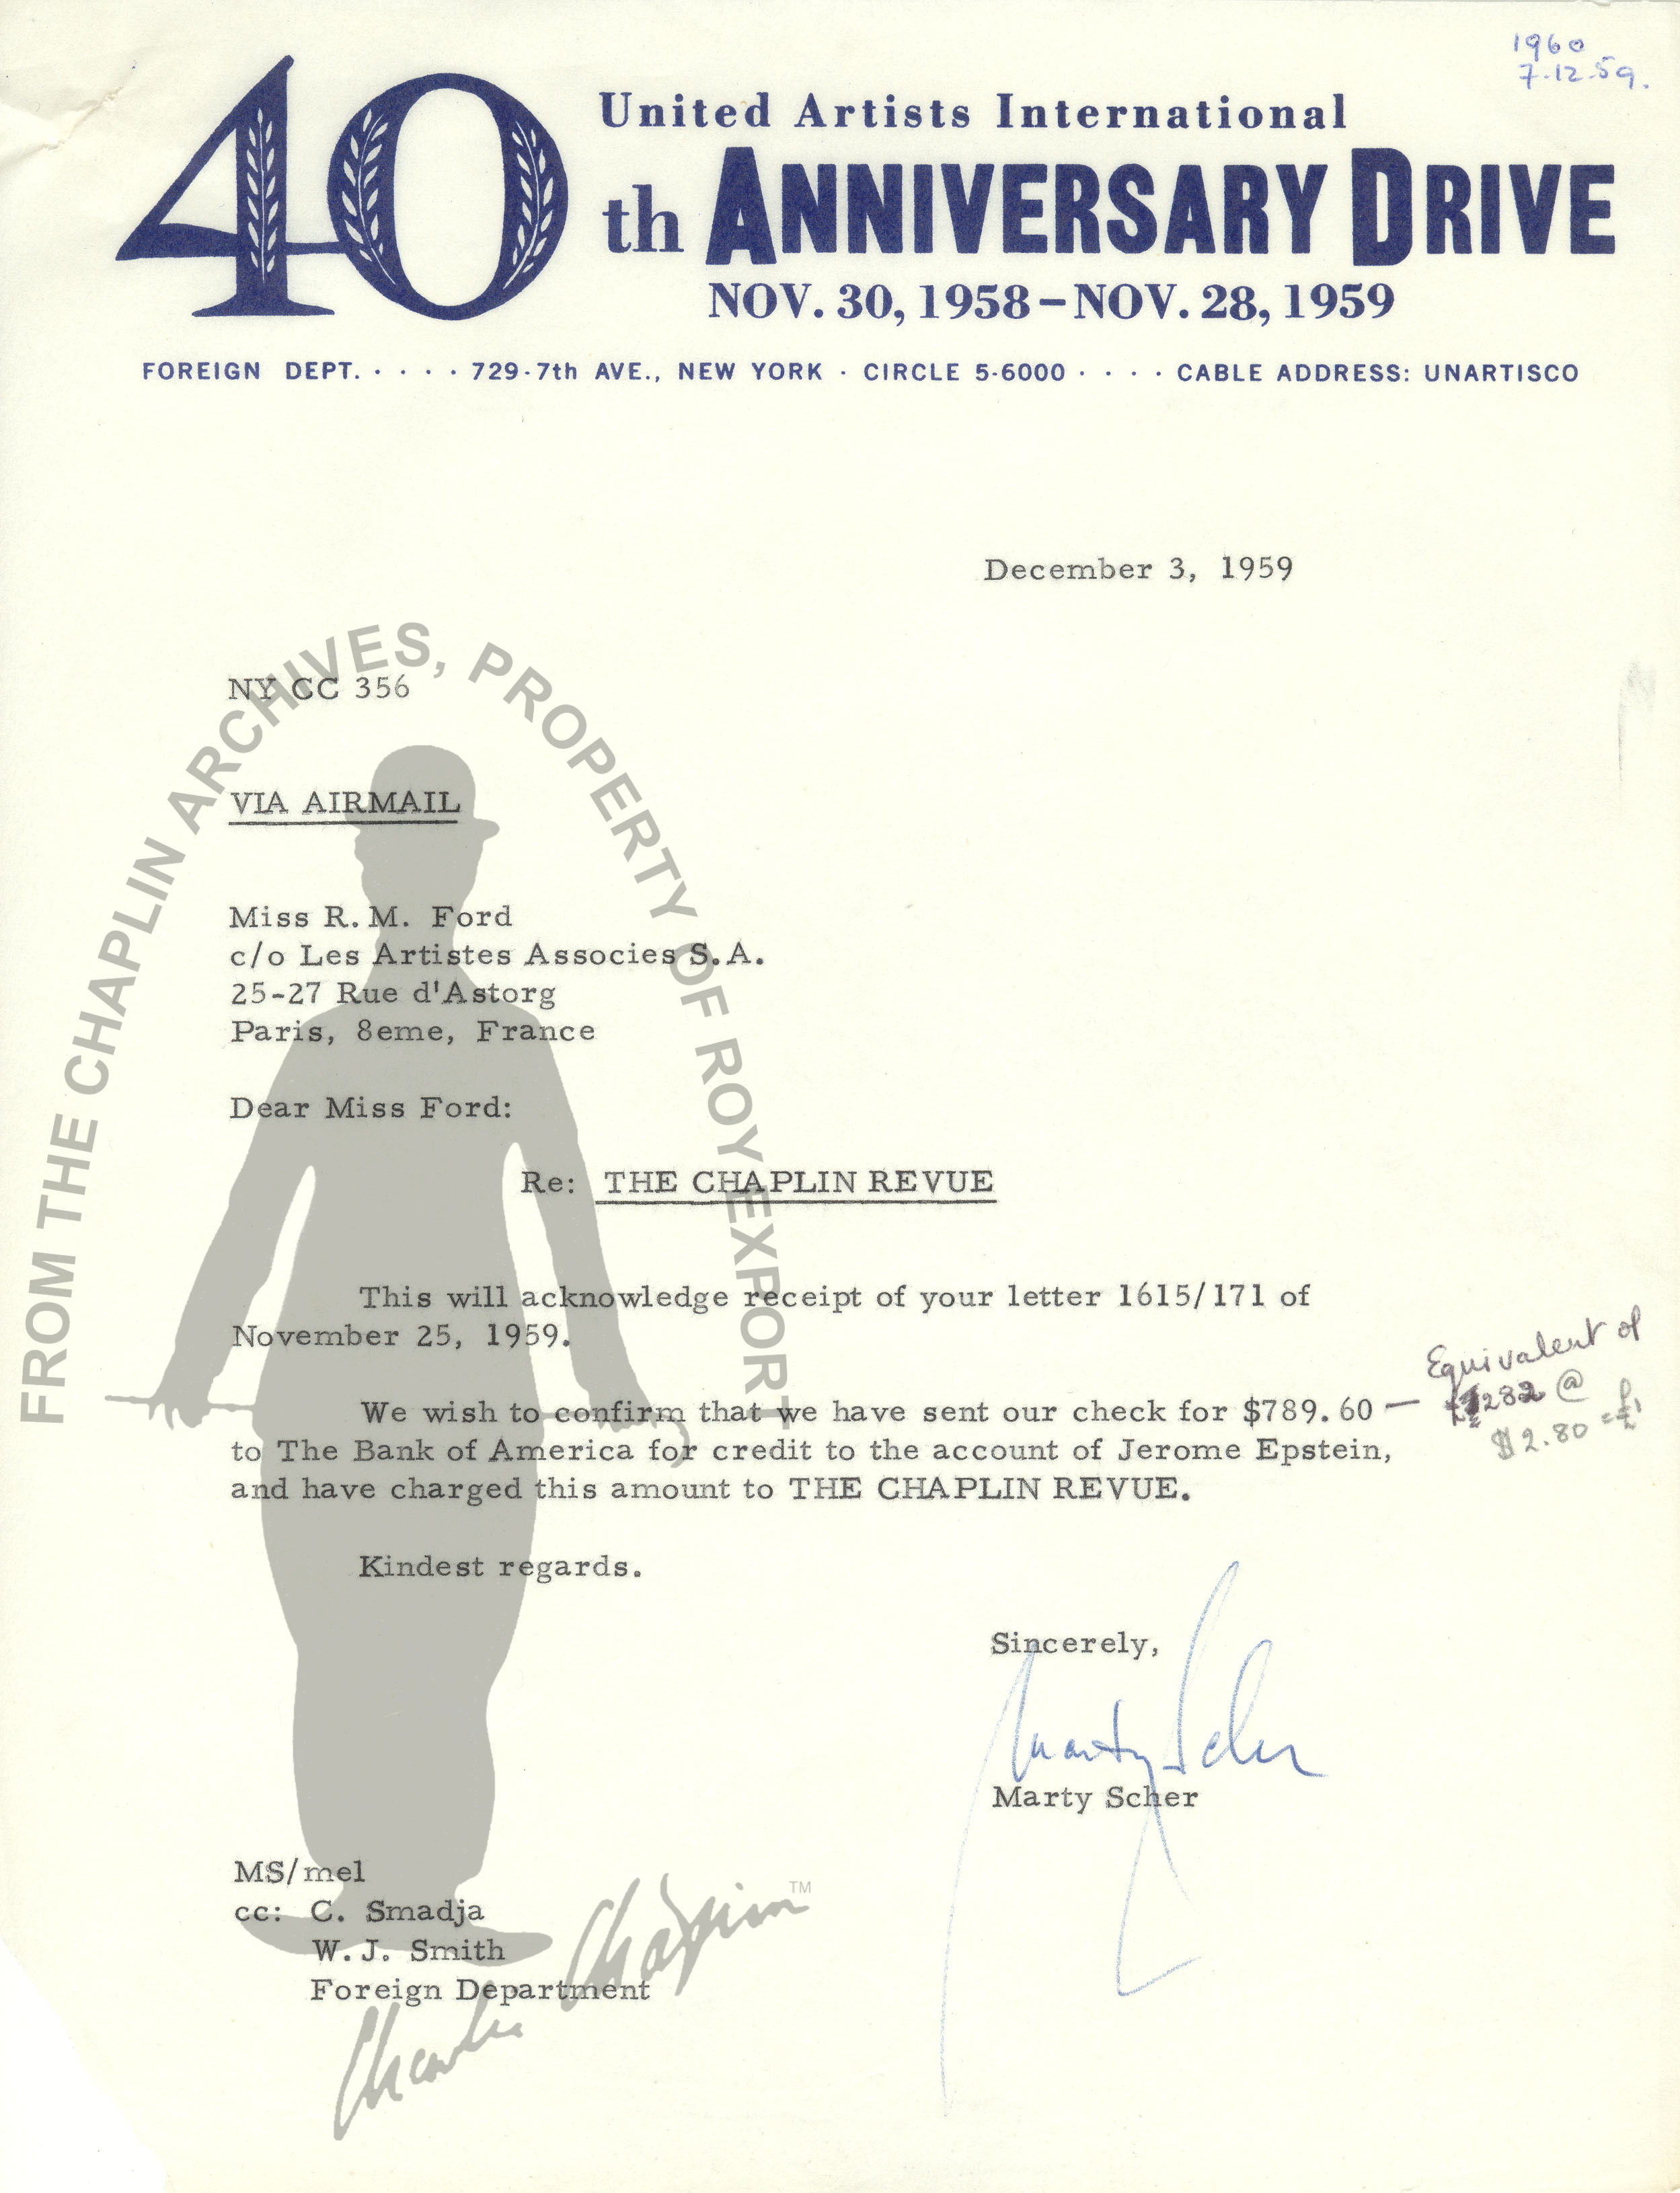 1960
7.12.59.
40th ANNIVERSARY DRIVE
United Artists International
NOV. 30, 1958-NOV. 28, 1959
FOREIGN DEPT. . . . . 729-7th AVE., NEW YORK · CIRCLE 5-6000 · · · · CABLE ADDRESS: UNARTISCO
December 3, 1959
NY CC 356
VIA AIRMAIL
Miss R.M. Ford
c/o Les Artistes Associes S.A.
25-27 Rue d'Astorg
Paris, 8eme, France
Dear Miss Ford:
Re: THE CHAPLIN REVUE
This will acknowledge receipt of your letter 1615/171 of
November 25, 1959.
We wish to confirm that we have sent our check for $789.60 —
to The Bank of America for credit to the account of Jerome Epstein,
and have charged this amount to THE CHAPLIN REVUE.
Equivalent of
282 @
$2.80 = £1
Kindest regards.
Sincerely,
Marty Scher
Marty Scher
MS/mel
cc: C. Smadja
W.J. Smith
Foreign Department
FROM THE CHAPLIN ARCHIVES, PROPERTY OF ROY EXPORT
Charlie Chaplin TM